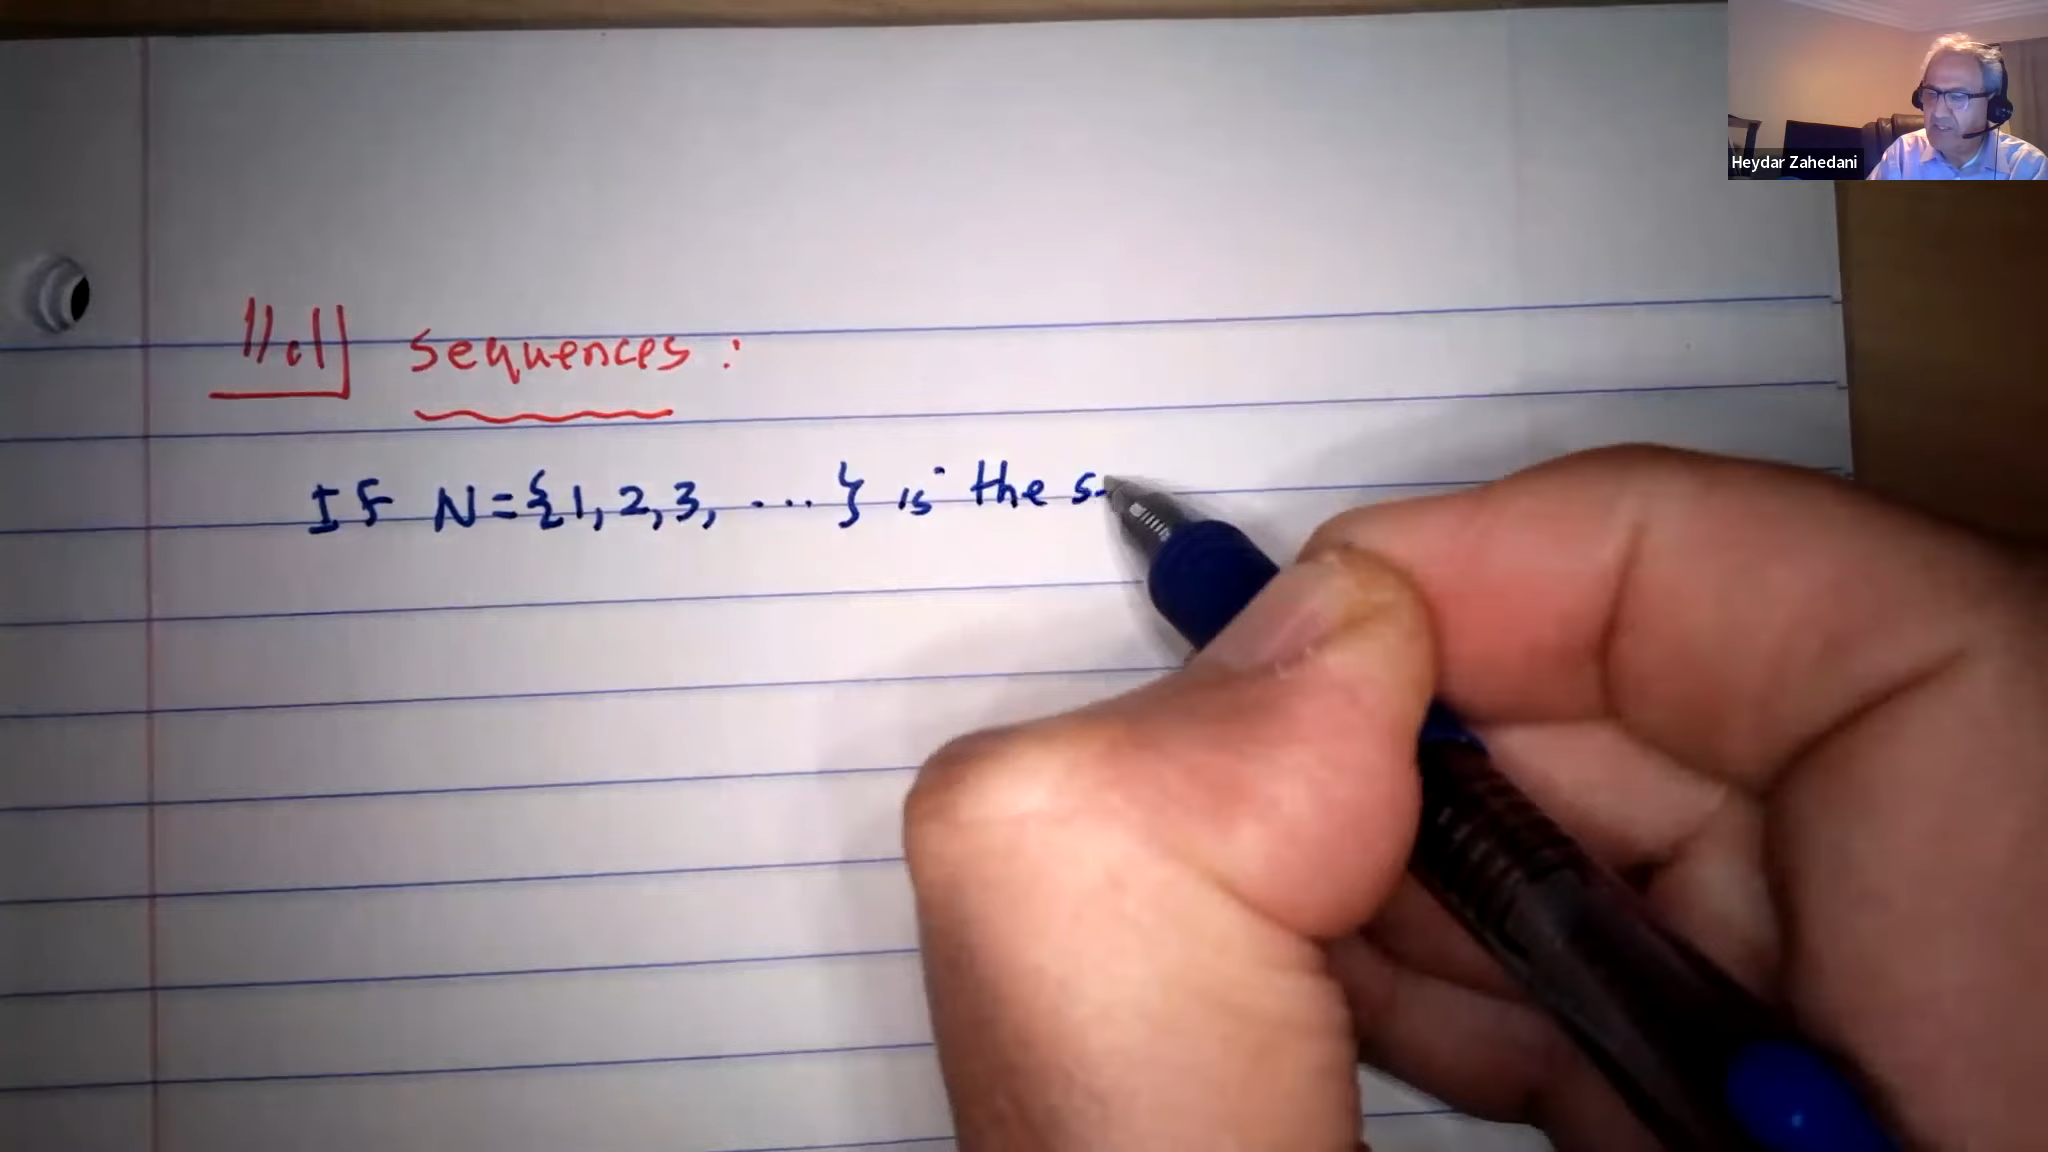 Heydar Zahedani
11.1 sequences :
If N={1,2,3, ....} is the s